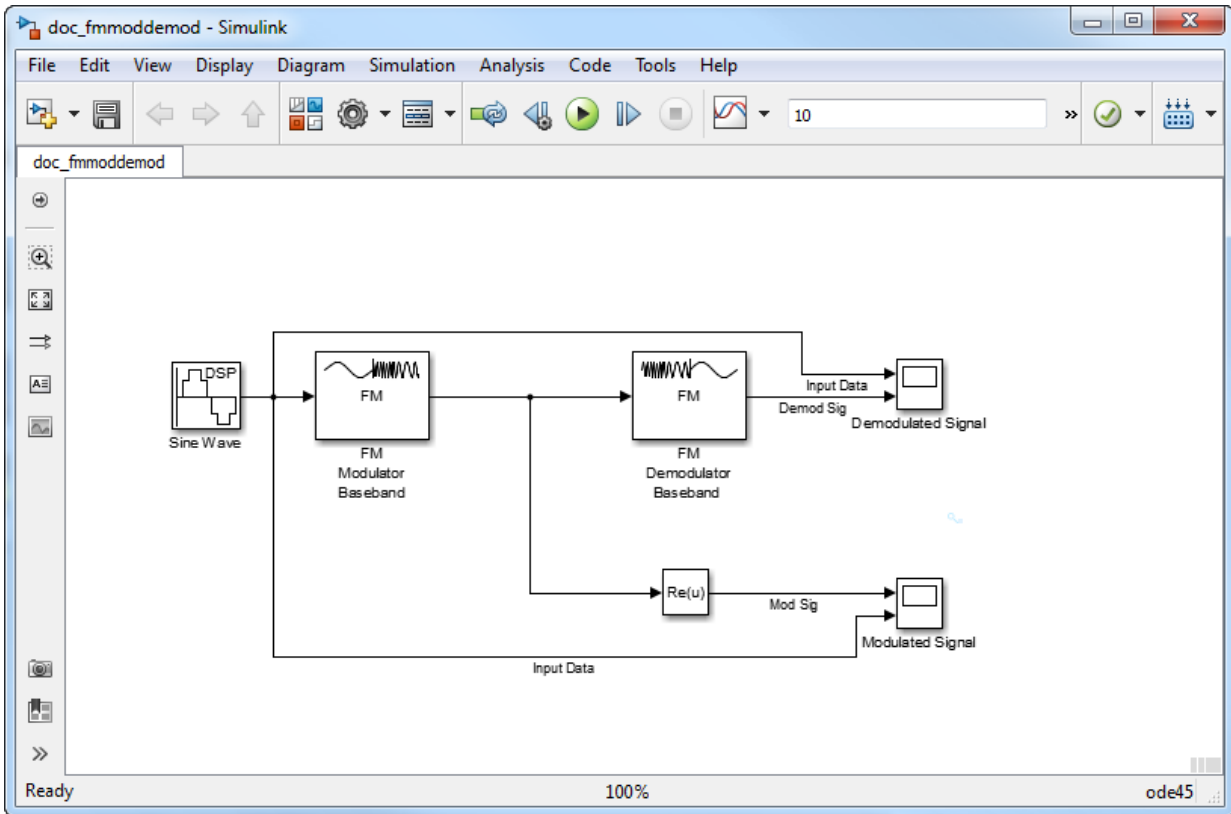 doc_fmmoddemod - Simulink
File Edit View Display Diagram Simulation Analysis Code Tools Help
10
»
doc_fmmoddemod
DSP
Sine Wave
FM
FM
Modulator
Baseband
FM
FM
Demodulator
Baseband
Input Data
Demod Sig
Demodulated Signal
Re(u)
Mod Sig
Modulated Signal
Input Data
A
»
Ready 100% ode45